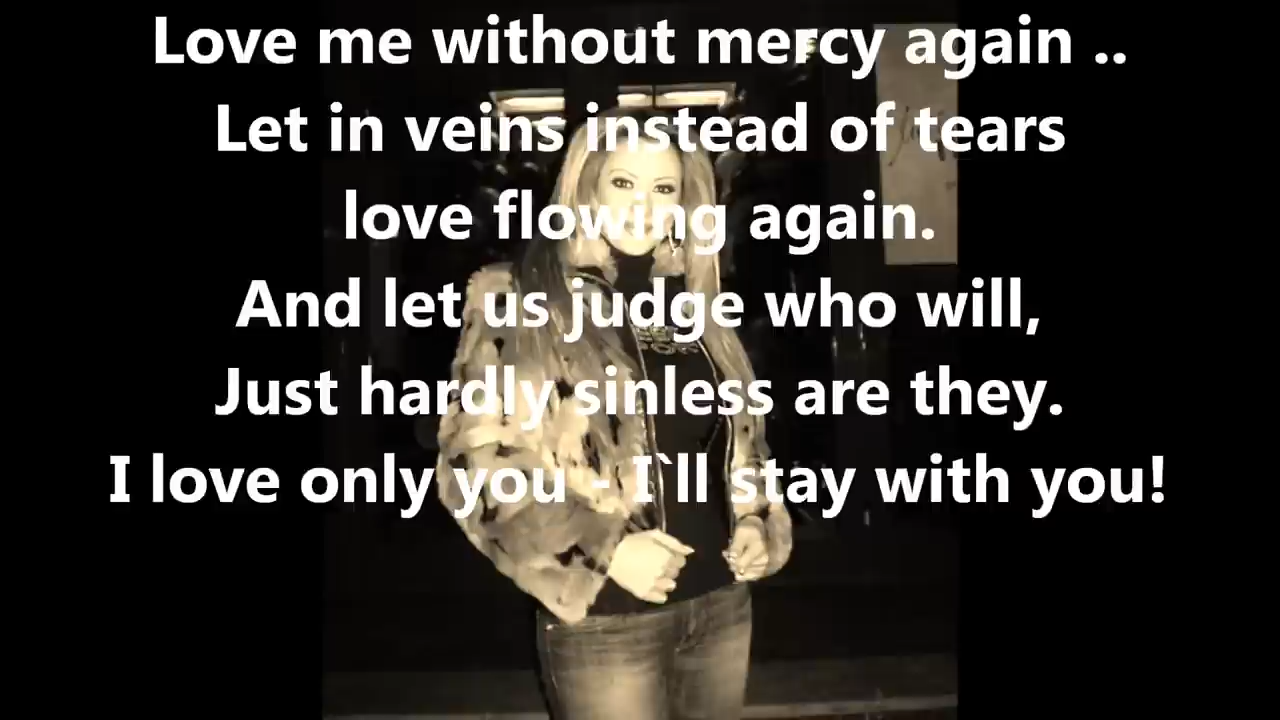 Love me without mercy again ..
Let in veins instead of tears
love flowing again.
And let us judge who will,
Just hardly sinless are they.
I love only you - I`ll stay with you!